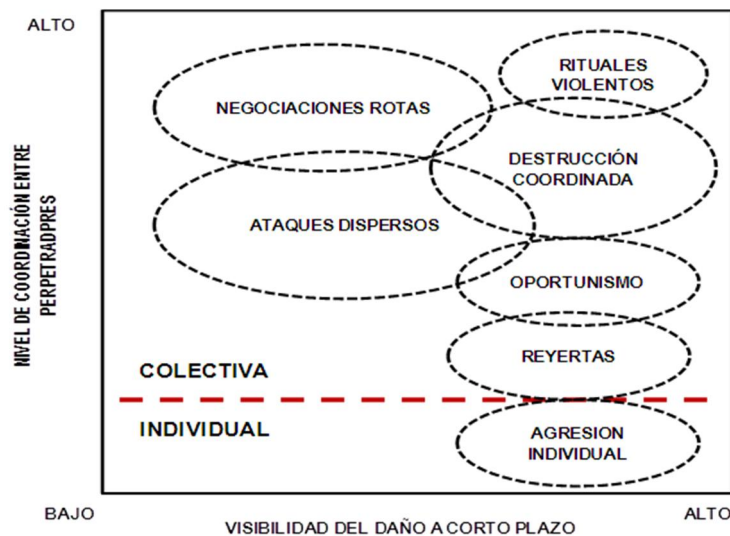 ALTO
RITUALES
VIOLENTOS
NEGOCIACIONES ROTAS
DESTRUCCIÓN
COORDINADA
ATAQUES DISPERSOS
NIVEL DE COORDINACIÓN ENTRE
PERPETRADPRES
OPORTUNISMO
REYERTAS
COLECTIVA
INDIVIDUAL
AGRESION
INDIVIDUAL
BAJO
VISIBILIDAD DEL DAÑO A CORTO PLAZO
ALTO